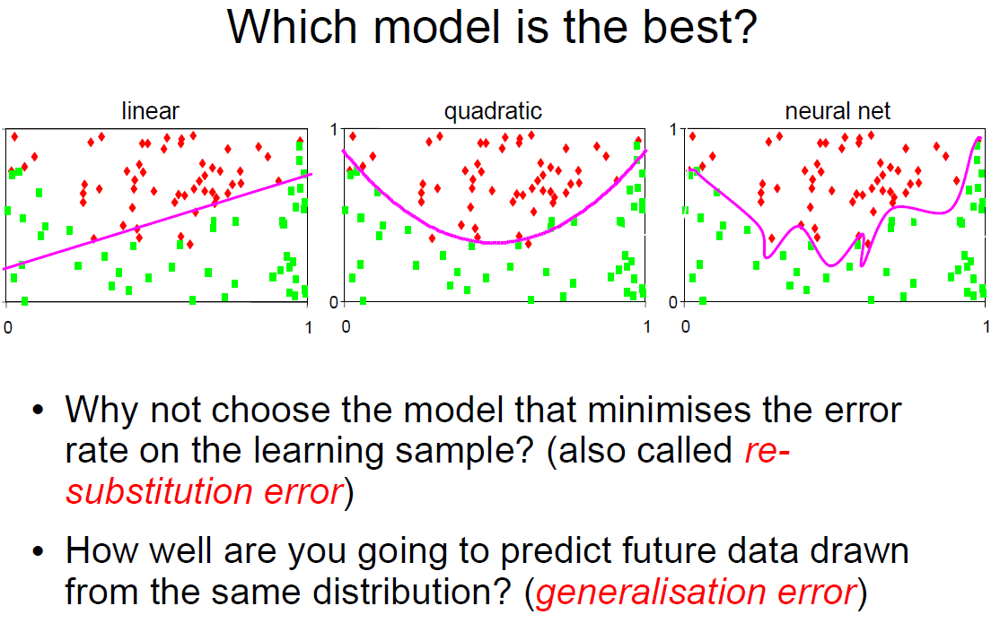 Which model is the best?
linear
quadratic
neural net
1
1
0
0
0
1
0
1
0
1
• Why not choose the model that minimises the error
rate on the learning sample? (also called re-
substitution error)
• How well are you going to predict future data drawn
from the same distribution? (generalisation error)